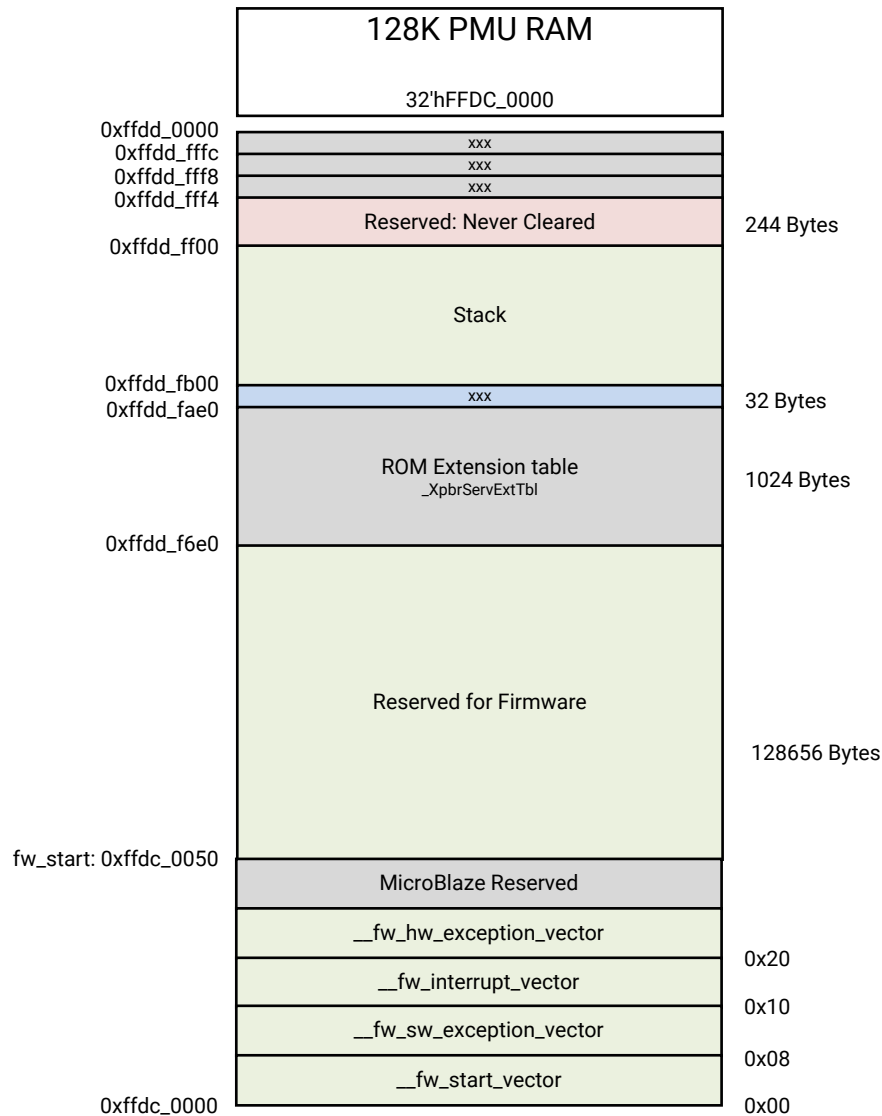 128K PMU RAM
32'hFFDC_0000
0xffdd_0000
xxx
0xffdd_fffc
xxx
0xffdd_fff8
xxx
0xffdd_fff4
Reserved: Never Cleared
244 Bytes
0xffdd_ff00
Stack
0xffdd_fb00
xxx
32 Bytes
0xffdd_fae0
ROM Extension table
_XpbrServExtTbl
1024 Bytes
0xffdd_f6e0
Reserved for Firmware
128656 Bytes
fw_start: 0xffdc_0050
MicroBlaze Reserved
__fw_hw_exception_vector
0x20
__fw_interrupt_vector
0x10
__fw_sw_exception_vector
0x08
__fw_start_vector
0xffdc_0000
0x00